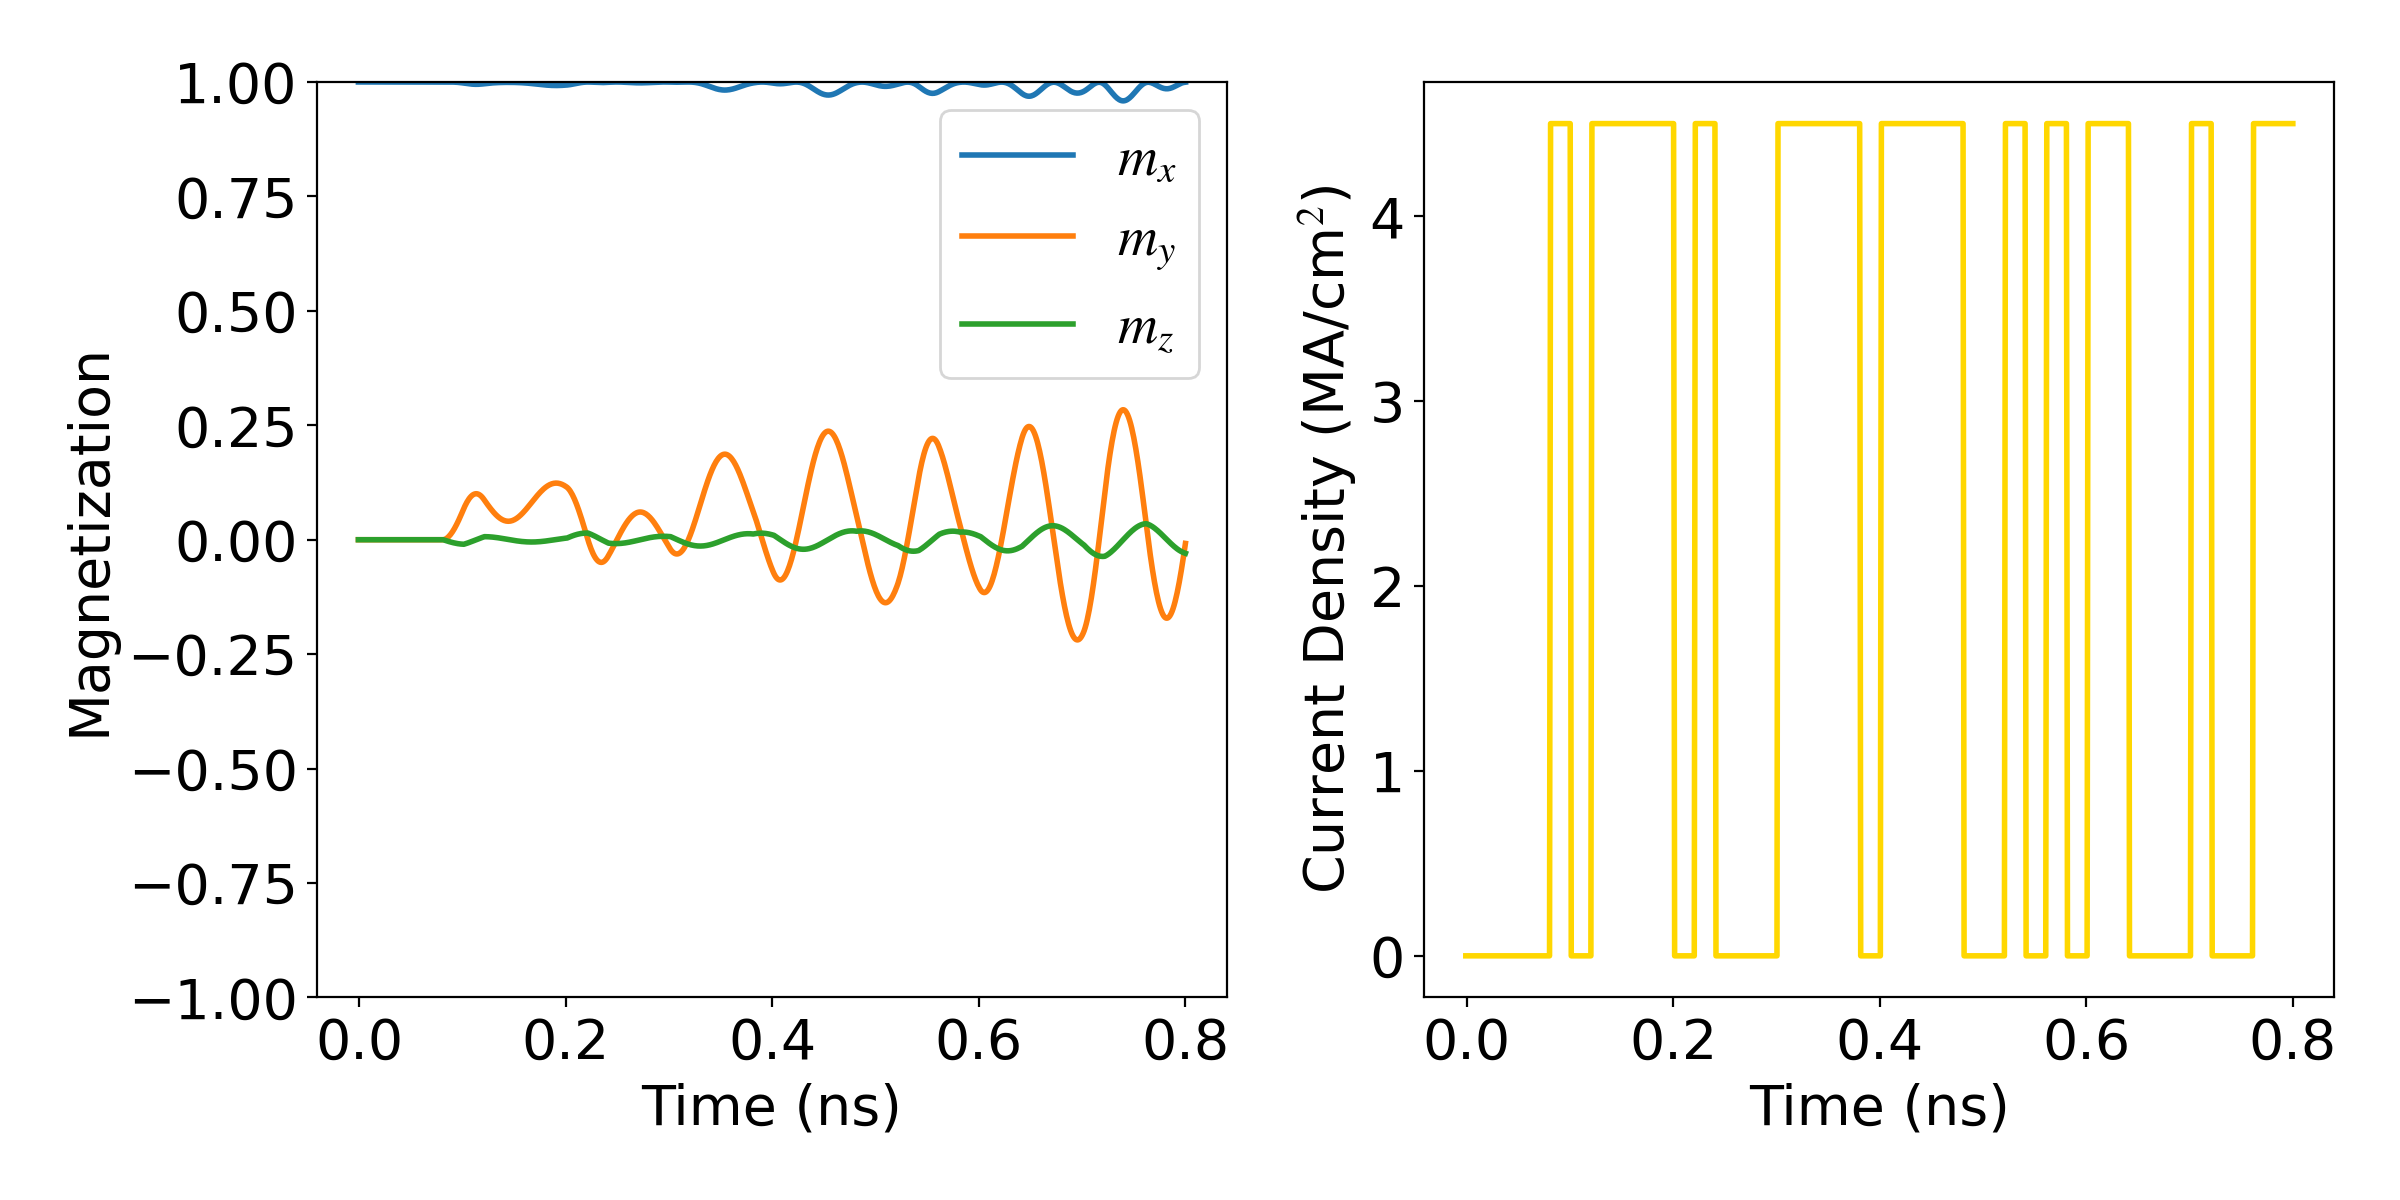 1.00
0.75
0.50
0.25
0.00
−0.25
−0.50
−0.75
−1.00
Magnetization
0.0 0.2 0.4 0.6 0.8
Time (ns)
m_x
m_y
m_z
4
3
2
1
0
Current Density (MA/cm²)
0.0 0.2 0.4 0.6 0.8
Time (ns)